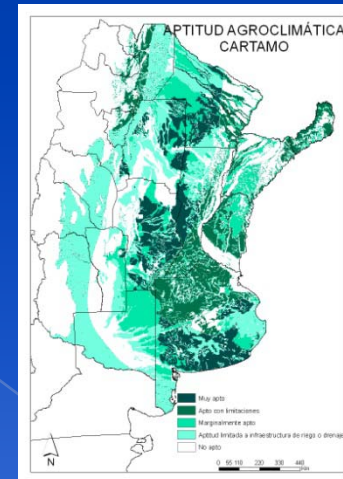 APTITUD AGROCLIMÁTICA
CARTAMO
Muy apto
Apto con limitaciones
Marginalmente apto
Aptitud limitada a infraestructura de riego o drenaje
No apto
N
0 55 110 220 330 440